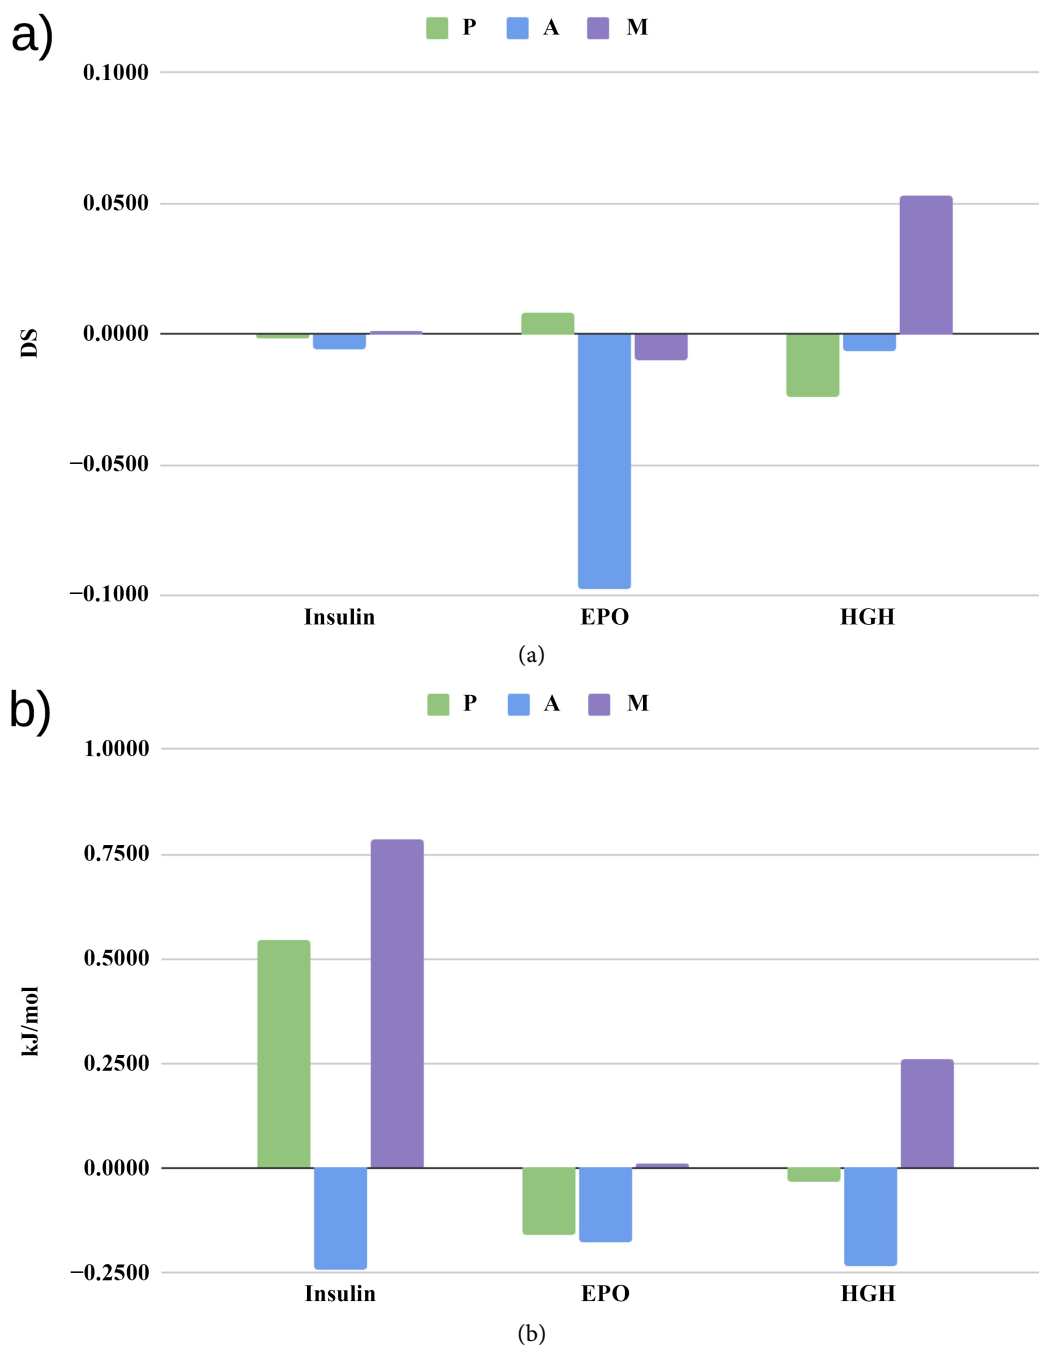 a)
P A M
0.1000
0.0500
0.0000
−0.0500
−0.1000
DS
Insulin EPO HGH
(a)
b)
P A M
1.0000
0.7500
0.5000
0.2500
0.0000
−0.2500
kJ/mol
Insulin EPO HGH
(b)